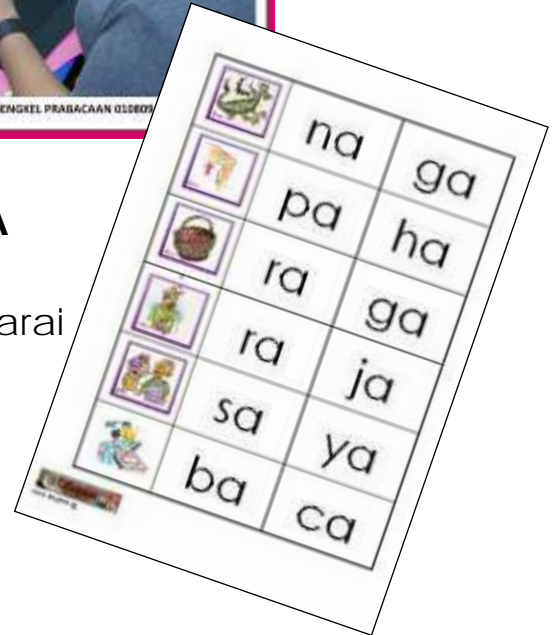 ENGKEL PRABACAAN 010809
A
arai
na ga
pa ha
ra ga
ra ja
sa ya
ba ca